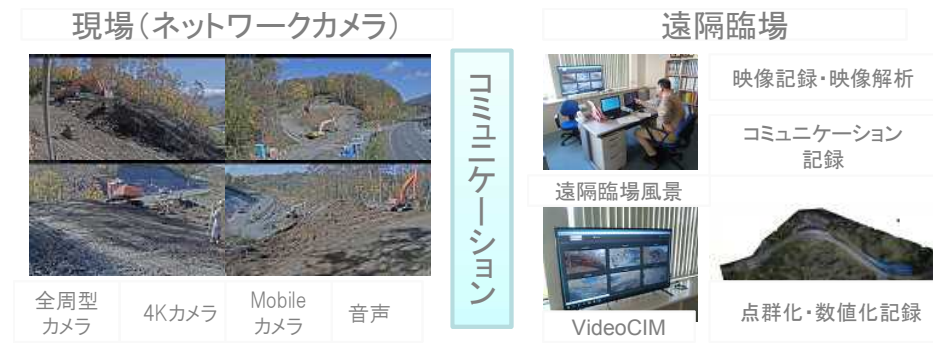 現場（ネットワークカメラ）
全周型
カメラ
4Kカメラ
Mobile
カメラ
音声
コミュニケーション
遠隔臨場
映像記録・映像解析
コミュニケーション
記録
遠隔臨場風景
VideoCIM
点群化・数値化記録